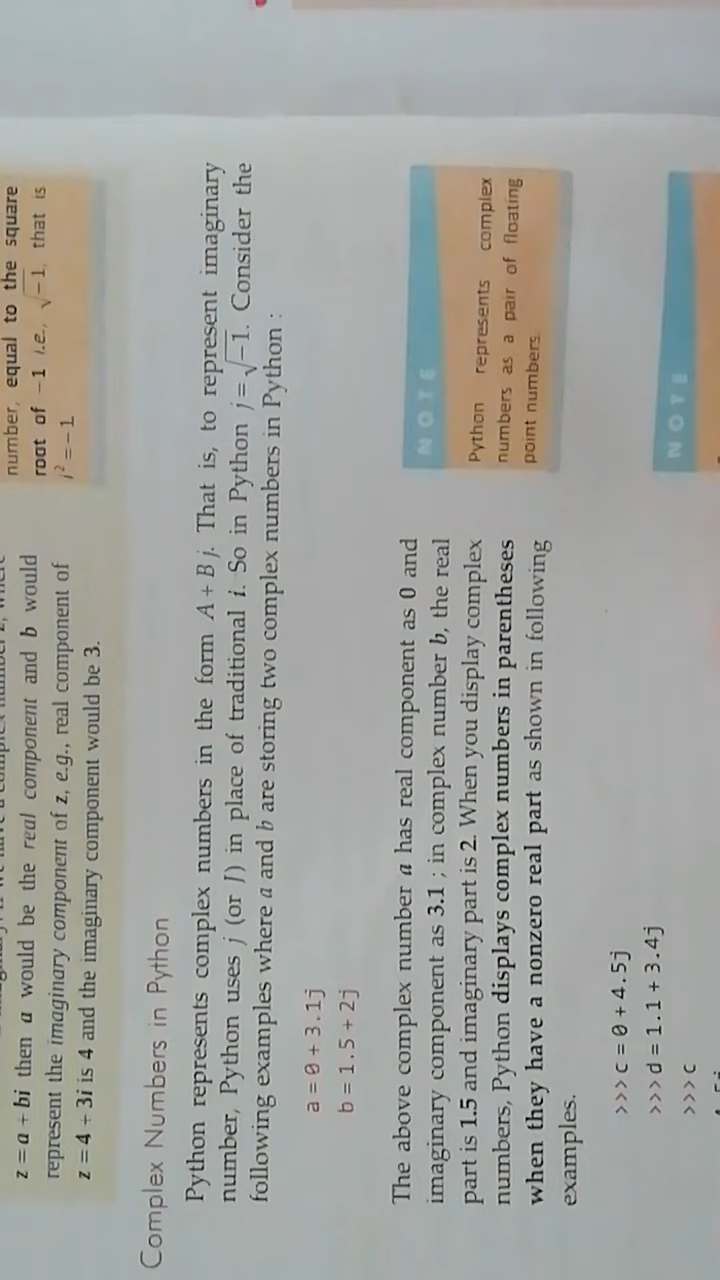 number, equal to the square
root of −1 i.e., √−1, that is
i² = −1
z = a + bi then a would be the real component and b would
represent the imaginary component of z, e.g., real component of
z = 4 + 3i is 4 and the imaginary component would be 3.
Complex Numbers in Python
Python represents complex numbers in the form A + B j. That is, to represent imaginary
number, Python uses j (or J) in place of traditional i. So in Python j = √−1. Consider the
following examples where a and b are storing two complex numbers in Python :
a = 0 + 3.1j
b = 1.5 + 2j
The above complex number a has real component as 0 and
imaginary component as 3.1 ; in complex number b, the real
part is 1.5 and imaginary part is 2. When you display complex
numbers, Python displays complex numbers in parentheses
when they have a nonzero real part as shown in following
examples.
NOTE
Python represents complex
numbers as a pair of floating
point numbers.
>>> c = 0 + 4.5j
>>> d = 1.1 + 3.4j
>>> c
NOTE